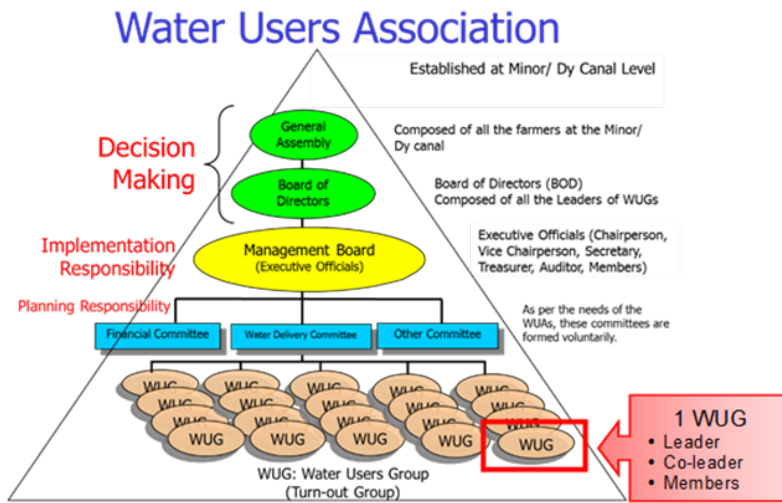 Water Users Association
Established at Minor/ Dy Canal Level
General
Assembly
Composed of all the farmers at the Minor/
Dy canal
Decision
Making
Board of
Directors
Board of Directors (BOD)
Composed of all the Leaders of WUGs
Implementation
Responsibility
Management Board
(Executive Officials)
Executive Officials (Chairperson,
Vice Chairperson, Secretary,
Treasurer, Auditor, Members)
Planning Responsibility
As per the needs of the
WUAs, these committees are
formed voluntarily.
Financial Committee
Water Delivery Committee
Other Committee
WUG WUG WUG WUG WUG
WUG WUG WUG WUG WUG
WUG WUG WUG WUG WUG
WUG WUG WUG WUG WUG
WUG: Water Users Group
(Turn-out Group)
1 WUG
• Leader
• Co-leader
• Members